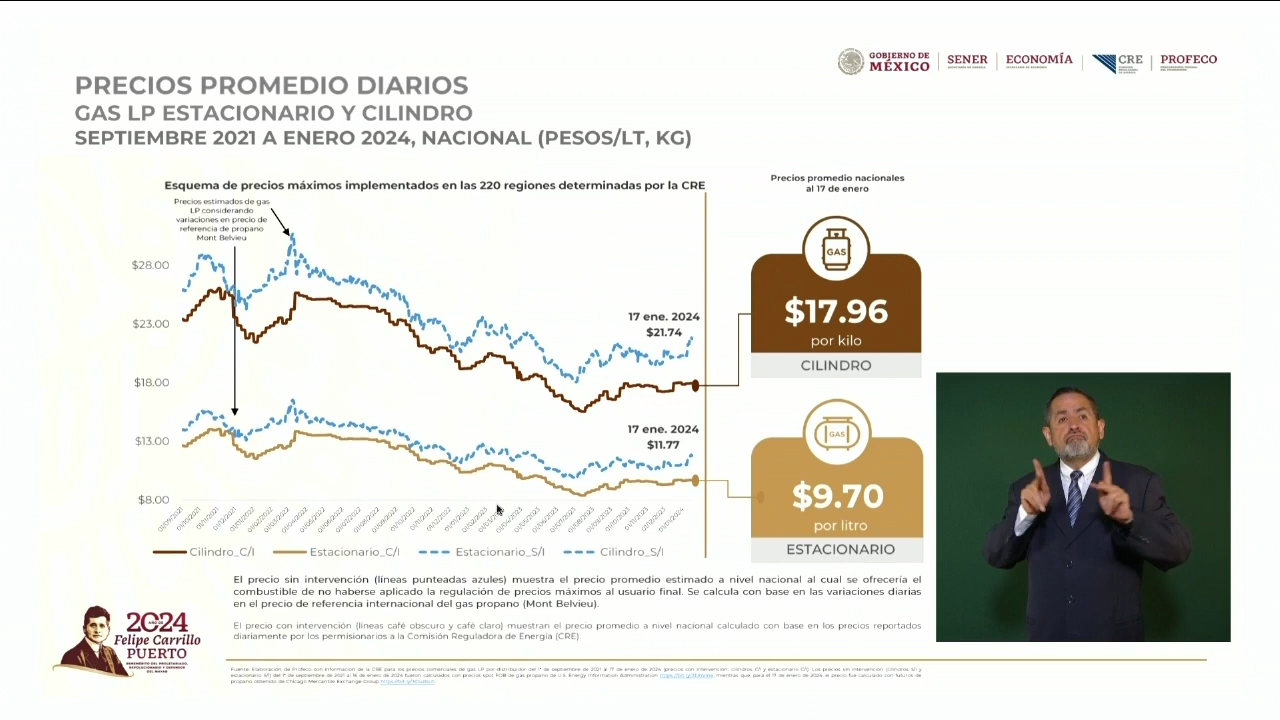 GOBIERNO DE
MÉXICO
SENER
ECONOMÍA
CRE
PROFECO
PRECIOS PROMEDIO DIARIOS
GAS LP ESTACIONARIO Y CILINDRO
SEPTIEMBRE 2021 A ENERO 2024, NACIONAL (PESOS/LT, KG)
Esquema de precios máximos implementados en las 220 regiones determinadas por la CRE
Precios estimados de gas
LP considerando
variaciones en precio de
referencia de propano
Mont Belvieu
$28.00
$23.00
$18.00
$13.00
$8.00
17 ene. 2024
$21.74
17 ene. 2024
$11.77
Cilindro_C/I
Estacionario_C/I
Estacionario_S/I
Cilindro_S/I
Precios promedio nacionales
al 17 de enero
GAS
$17.96
por kilo
CILINDRO
GAS
$9.70
por litro
ESTACIONARIO
El precio sin intervención (líneas punteadas azules) muestra el precio promedio estimado a nivel nacional al cual se ofrecería el
combustible de no haberse aplicado la regulación de precios máximos al usuario final. Se calcula con base en las variaciones diarias
en el precio de referencia internacional del gas propano (Mont Belvieu).
El precio con intervención (líneas café obscuro y café claro) muestran el precio promedio a nivel nacional calculado con base en los precios reportados
diariamente por los permisionarios a la Comisión Reguladora de Energía (CRE).
2024
Felipe Carrillo
PUERTO
BENEMÉRITO DEL PROLETARIADO,
REVOLUCIONARIO Y DEFENSOR
DEL MAYAB